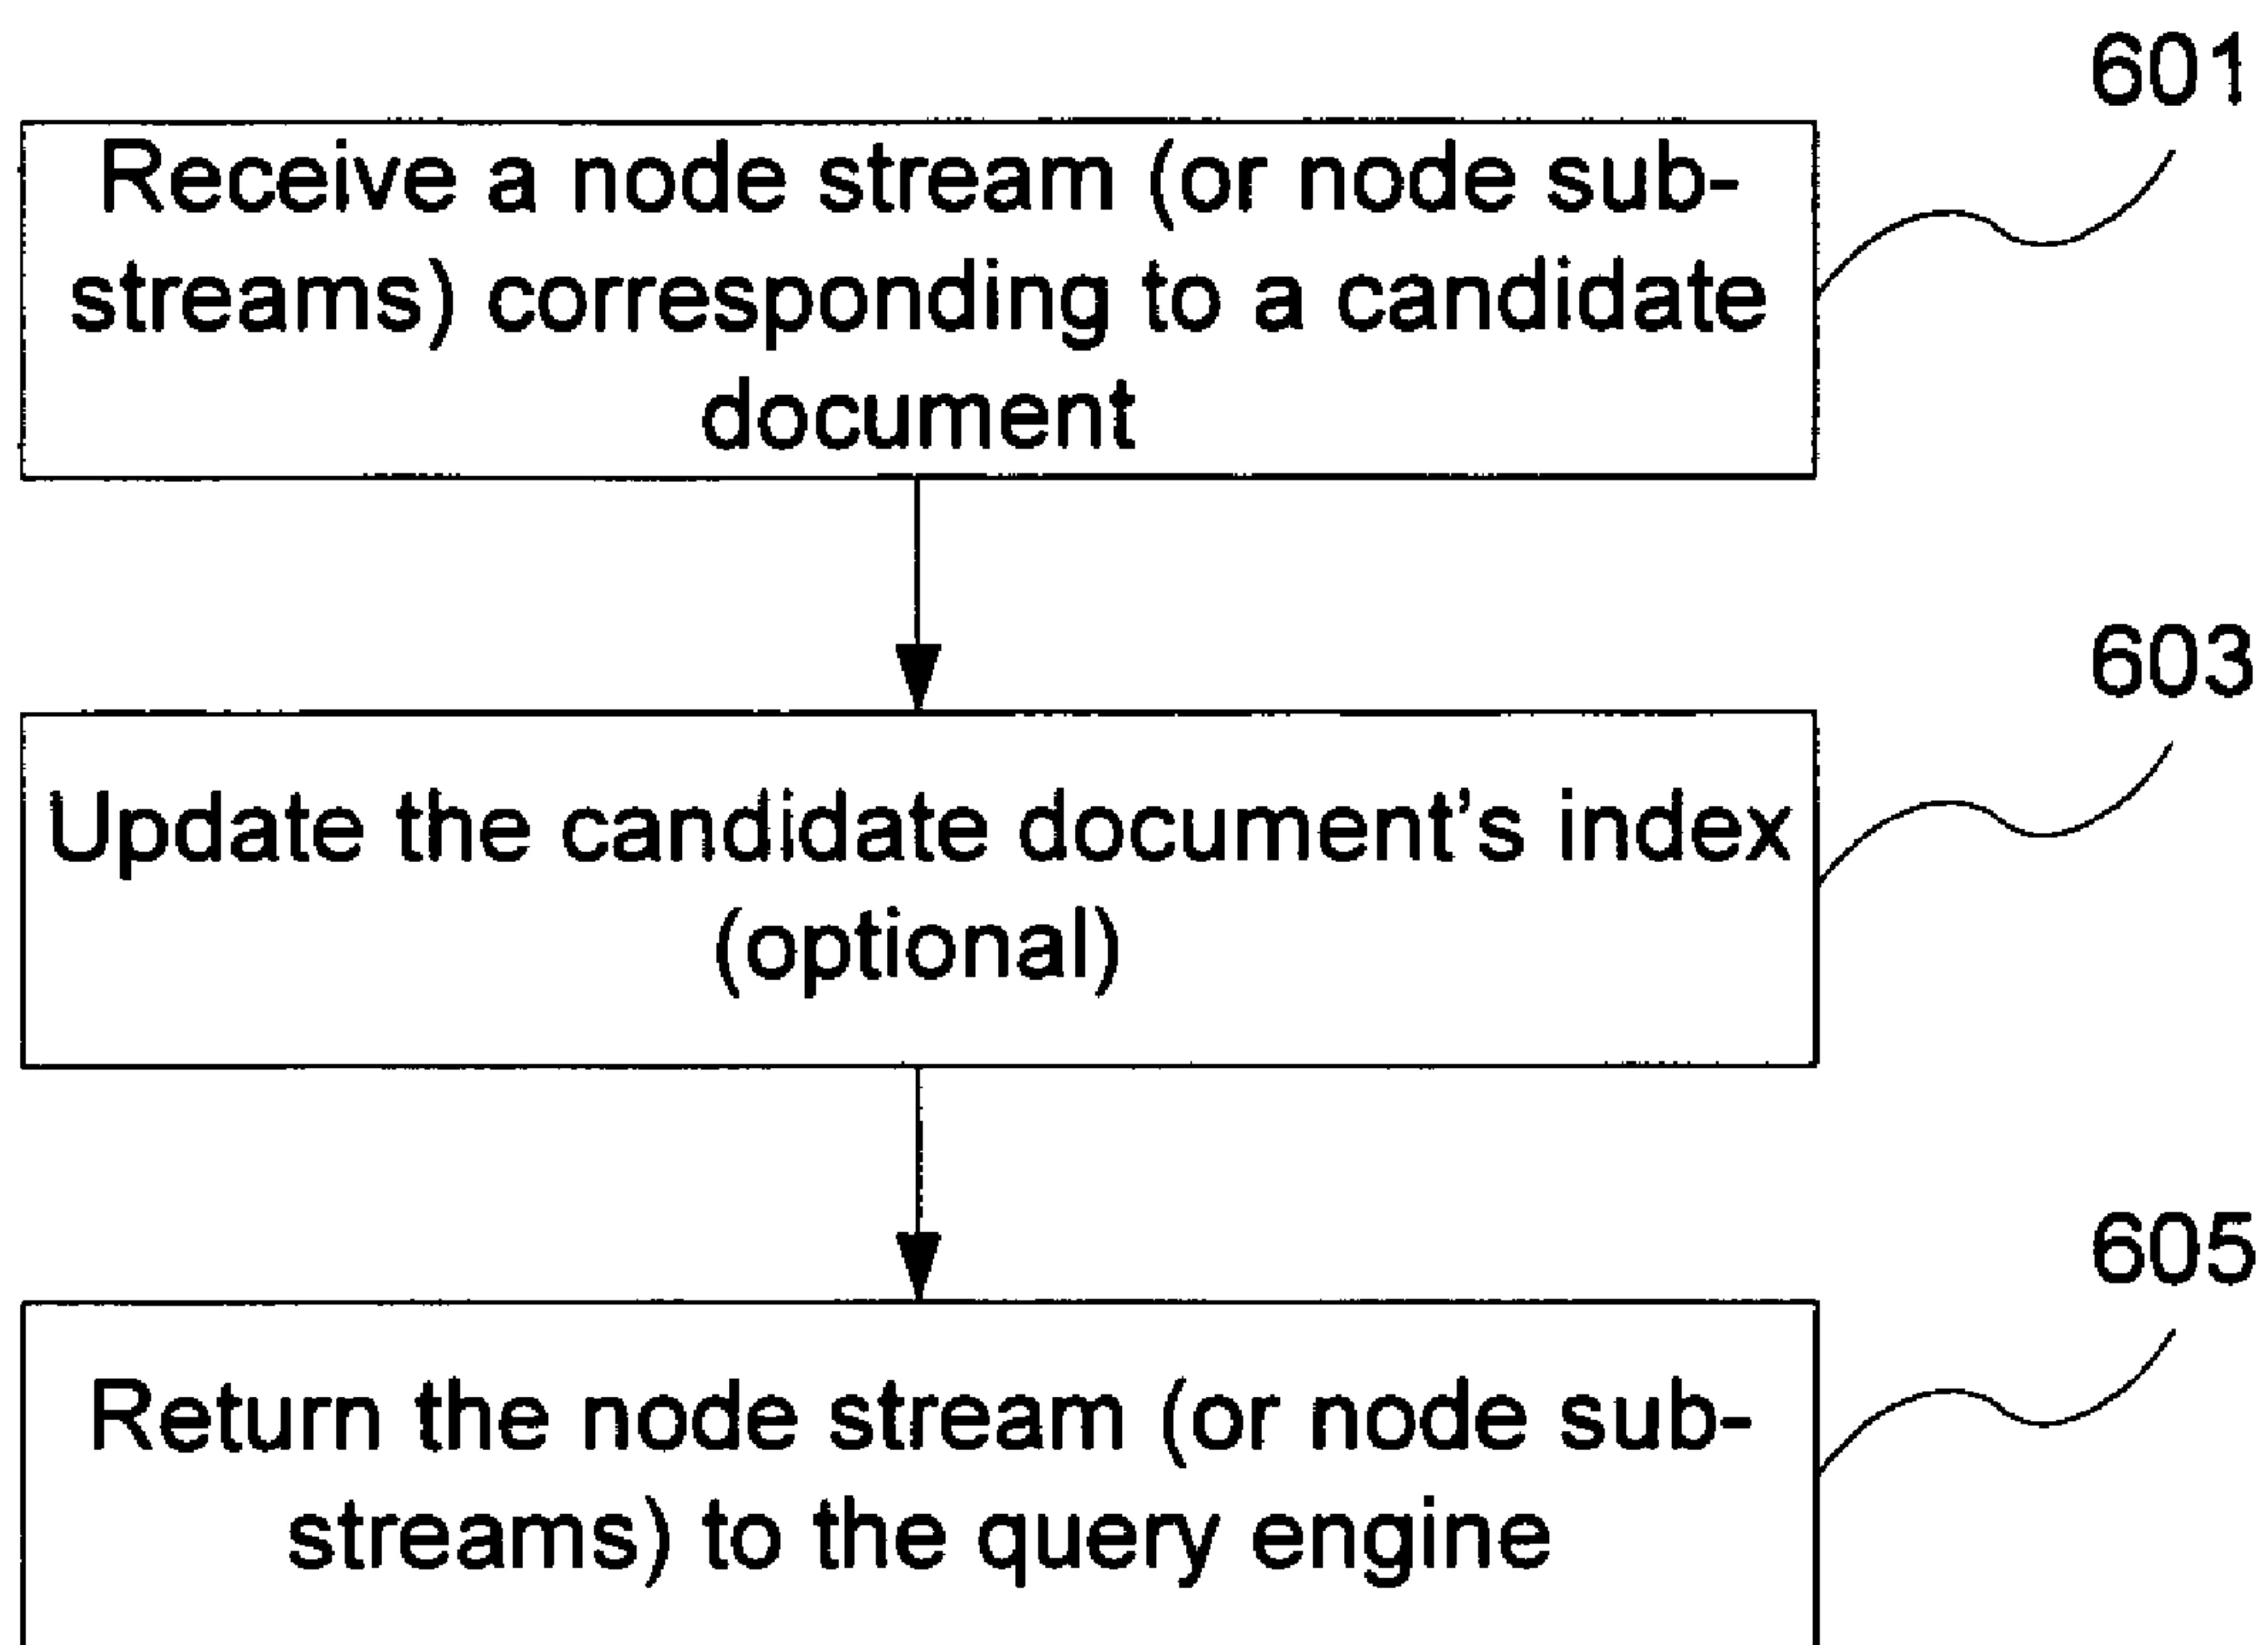 601
Receive a node stream (or node sub-
streams) corresponding to a candidate
document
603
Update the candidate document's index
(optional)
605
Return the node stream (or node sub-
streams) to the query engine